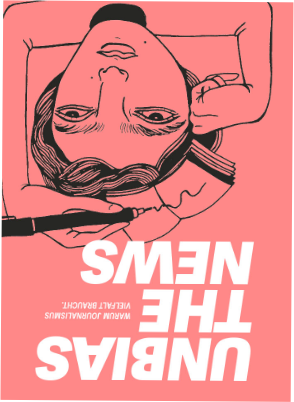 UNBIAS
THE
NEWS
WARUM JOURNALISMUS
VIELFALT BRAUCHT.